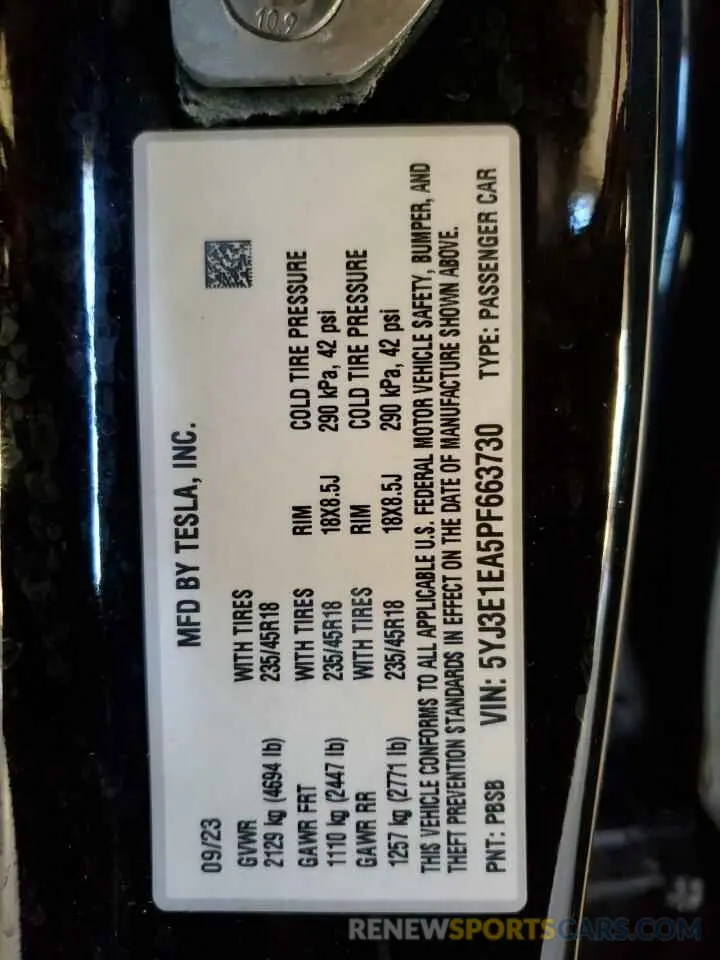 109
MFD BY TESLA, INC.
09/23
GVWR WITH TIRES
2129 kg (4694 lb) 235/45R18
GAWR FRT WITH TIRES RIM COLD TIRE PRESSURE
1110 kg (2447 lb) 235/45R18 18X8.5J 290 kPa, 42 psi
GAWR RR WITH TIRES RIM COLD TIRE PRESSURE
1257 kg (2771 lb) 235/45R18 18X8.5J 290 kPa, 42 psi
THIS VEHICLE CONFORMS TO ALL APPLICABLE U.S. FEDERAL MOTOR VEHICLE SAFETY, BUMPER, AND
THEFT PREVENTION STANDARDS IN EFFECT ON THE DATE OF MANUFACTURE SHOWN ABOVE.
PNT: PBSB VIN: 5YJ3E1EA5PF663730 TYPE: PASSENGER CAR
RENEWSPORTSCARS.COM